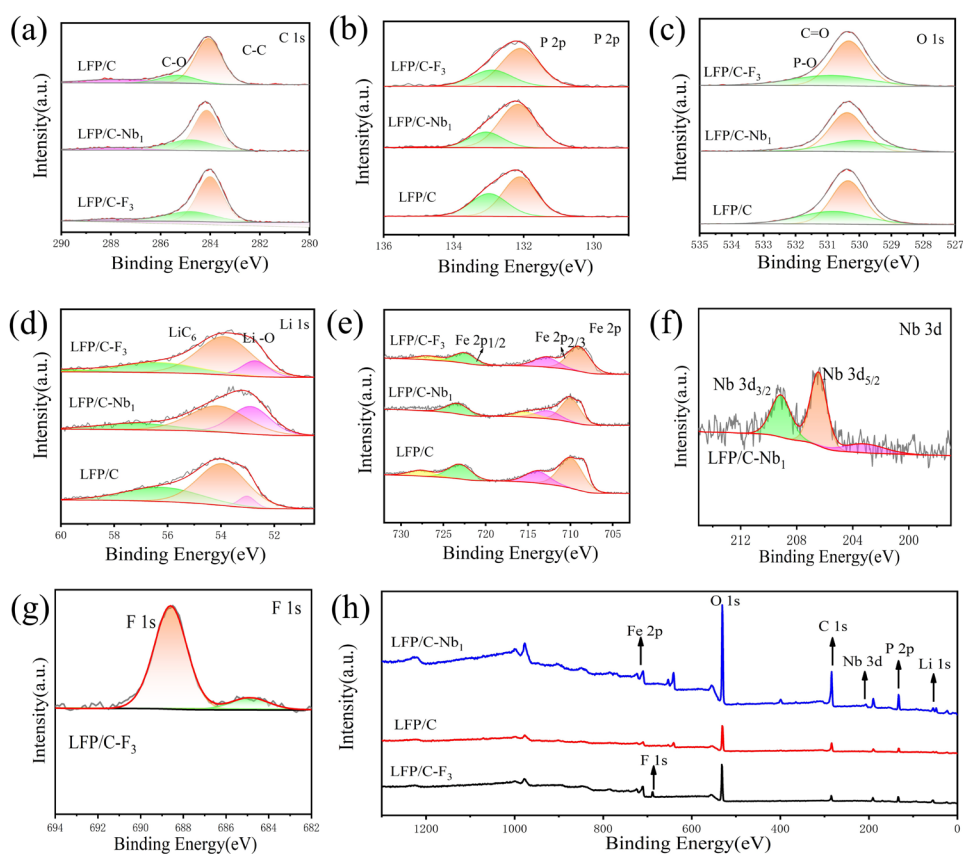 (a)
C 1s
LFP/C
C-O
C-C
LFP/C-Nb1
LFP/C-F3
Intensity(a.u.)
290 288 286 284 282 280
Binding Energy(eV)
(b)
P 2p P 2p
LFP/C-F3
LFP/C-Nb1
LFP/C
Intensity(a.u.)
136 134 132 130
Binding Energy(eV)
(c)
C=O O 1s
P-O
LFP/C-F3
LFP/C-Nb1
LFP/C
Intensity(a.u.)
535 534 533 532 531 530 529 528 527
Binding Energy(eV)
(d)
Li 1s
LiC6
Li -O
LFP/C-F3
LFP/C-Nb1
LFP/C
Intensity(a.u.)
60 58 56 54 52
Binding Energy(eV)
(e)
LFP/C-F3
Fe 2p1/2
Fe 2p2/3
Fe 2p
LFP/C-Nb1
LFP/C
Intensity(a.u.)
732 730 725 720 715 710 705
Binding Energy(eV)
(f)
Nb 3d
Nb 3d3/2
Nb 3d5/2
LFP/C-Nb1
Intensity(a.u.)
212 208 204 200
Binding Energy(eV)
(g)
F 1s
F 1s
LFP/C-F3
Intensity(a.u.)
694 692 690 688 686 684 682
Binding Energy(eV)
(h)
O 1s
LFP/C-Nb1
Fe 2p
C 1s
Nb 3d
P 2p
Li 1s
LFP/C
F 1s
LFP/C-F3
Intensity(a.u.)
1200 1000 800 600 400 200 0
Binding Energy(eV)